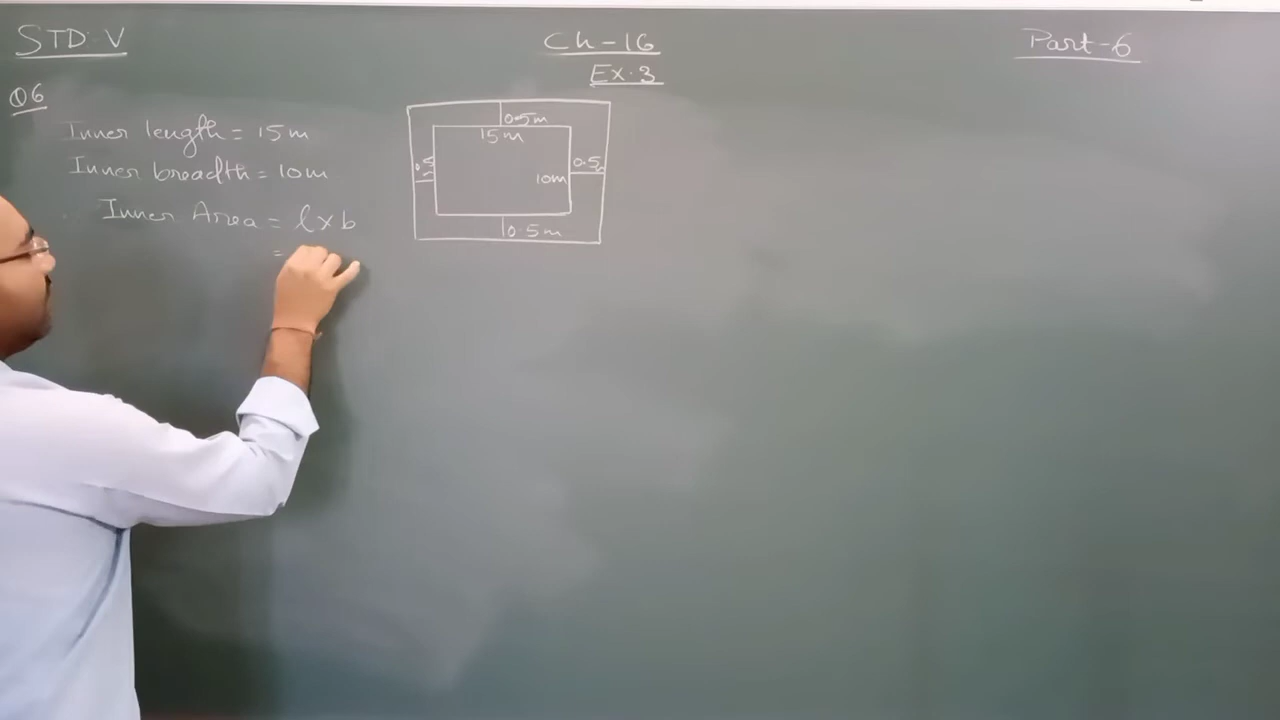 STD: V
Ch-16
Part-6
Ex. 3
Q6
Inner length = 15m
Inner breadth = 10m
Inner Area = l x b
=
0.5m
15m
0.5
0.5
10m
0.5m